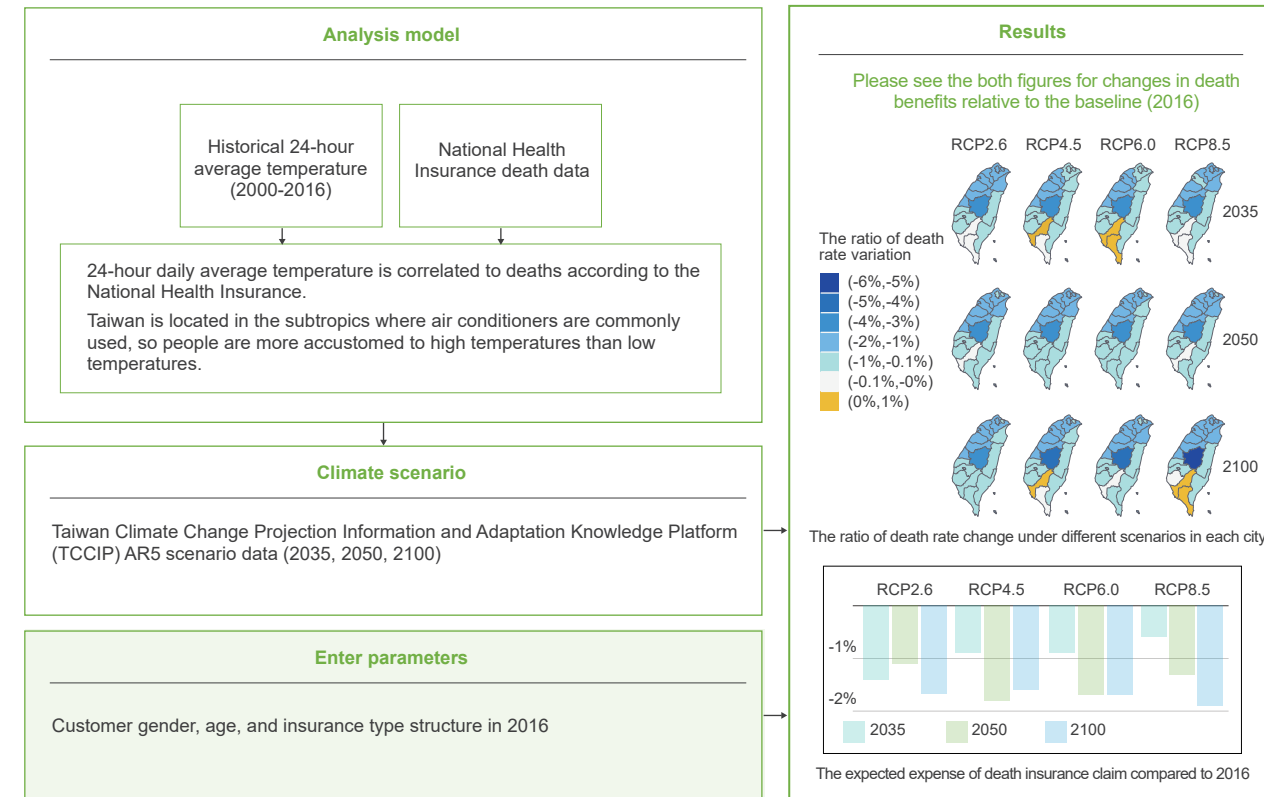 Analysis model
Historical 24-hour
average temperature
(2000-2016)
National Health
Insurance death data
24-hour daily average temperature is correlated to deaths according to the
National Health Insurance.
Taiwan is located in the subtropics where air conditioners are commonly
used, so people are more accustomed to high temperatures than low
temperatures.
Climate scenario
Taiwan Climate Change Projection Information and Adaptation Knowledge Platform
(TCCIP) AR5 scenario data (2035, 2050, 2100)
Enter parameters
Customer gender, age, and insurance type structure in 2016
Results
Please see the both figures for changes in death
benefits relative to the baseline (2016)
RCP2.6 RCP4.5 RCP6.0 RCP8.5
2035
The ratio of death
rate variation
(-6%,-5%)
(-5%,-4%)
(-4%,-3%)
(-2%,-1%)
(-1%,-0.1%)
(-0.1%,-0%)
(0%,1%)
2050
2100
The ratio of death rate change under different scenarios in each city
RCP2.6 RCP4.5 RCP6.0 RCP8.5
-1%
-2%
2035 2050 2100
The expected expense of death insurance claim compared to 2016